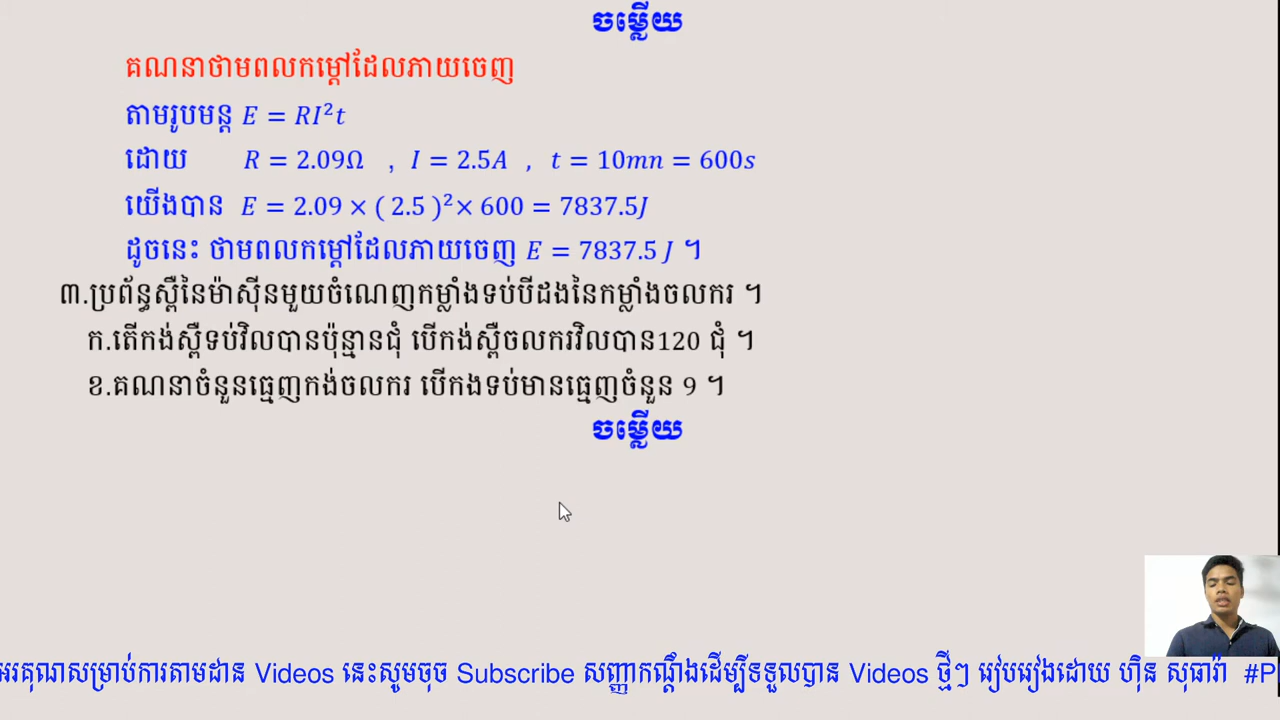 ចម្លើយ
គណនាថាមពលកម្ដៅដែលភាយចេញ
តាមរូបមន្ត E = RI²t
ដោយ R = 2.09Ω , I = 2.5A , t = 10mn = 600s
យើងបាន E = 2.09 × ( 2.5 )² × 600 = 7837.5J
ដូចនេះ ថាមពលកម្ដៅដែលភាយចេញ E = 7837.5 J ។
៣.ប្រព័ន្ធស្ពឺនៃម៉ាស៊ីនមួយចំណេញកម្លាំងទប់បីដងនៃកម្លាំងចលករ ។
ក.តើកង់ស្ពឺទប់វិលបានប៉ុន្មានជុំ បើកង់ស្ពឺចលករវិលបាន120 ជុំ ។
ខ.គណនាចំនួនធ្មេញកង់ចលករ បើកងទប់មានធ្មេញចំនួន 9 ។
ចម្លើយ
អរគុណសម្រាប់ការតាមដាន Videos នេះសូមចុច Subscribe សញ្ញាកណ្ដឹងដើម្បីទទួលបាន Videos ថ្មីៗ រៀបរៀងដោយ ហ៊ិន សុធារ៉ា #P